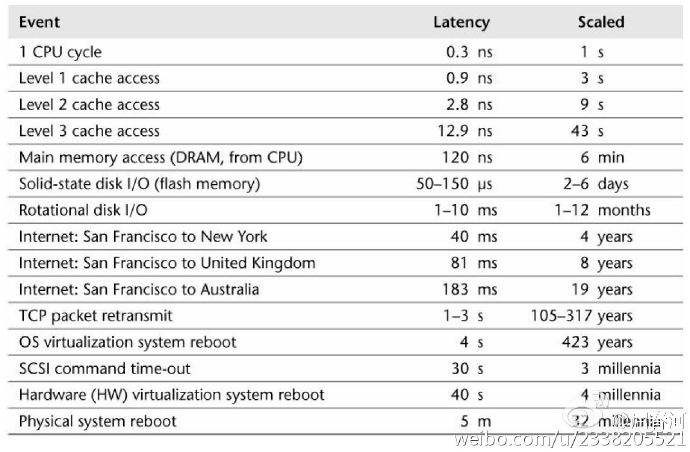 Event Latency Scaled
1 CPU cycle 0.3 ns 1 s
Level 1 cache access 0.9 ns 3 s
Level 2 cache access 2.8 ns 9 s
Level 3 cache access 12.9 ns 43 s
Main memory access (DRAM, from CPU) 120 ns 6 min
Solid-state disk I/O (flash memory) 50–150 μs 2–6 days
Rotational disk I/O 1–10 ms 1–12 months
Internet: San Francisco to New York 40 ms 4 years
Internet: San Francisco to United Kingdom 81 ms 8 years
Internet: San Francisco to Australia 183 ms 19 years
TCP packet retransmit 1–3 s 105–317 years
OS virtualization system reboot 4 s 423 years
SCSI command time-out 30 s 3 millennia
Hardware (HW) virtualization system reboot 40 s 4 millennia
Physical system reboot 5 m 32 millennia
weibo.com/u/2338205521